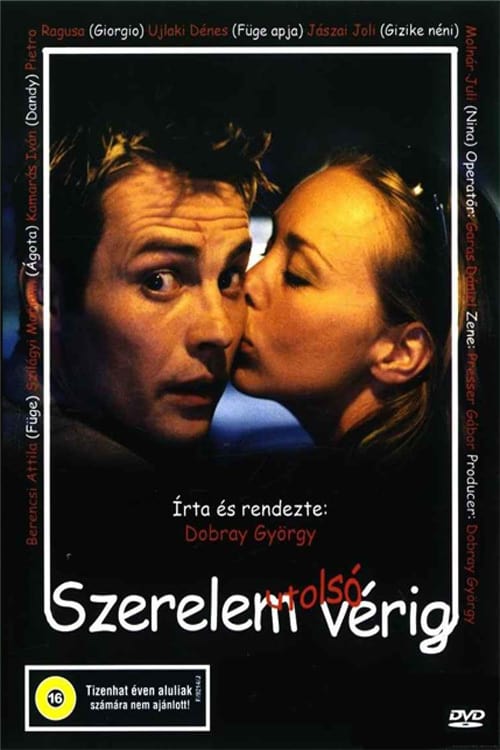 Berencsi Attila (Füge) Szilágyi (Ágota) Kamarás Iván (Dandy) Pietro
Ragusa (Giorgio) Ujlaki Dénes (Füge apja) Jászai Joli (Gizike néni)
Molnár Juli (Nina) Operatőr: Garas Dániel Zene: Presser Gábor Producer: Dobray György
Írta és rendezte:
Dobray György
utolsó
Szerelem vérig
16
Tizenhat éven aluliak
számára nem ajánlott!
DVD